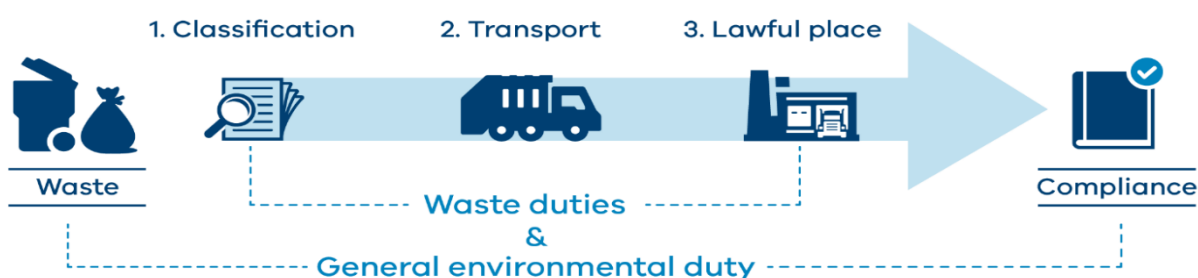 1. Classification
2. Transport
3. Lawful place
Waste
Compliance
Waste duties
&
General environmental duty